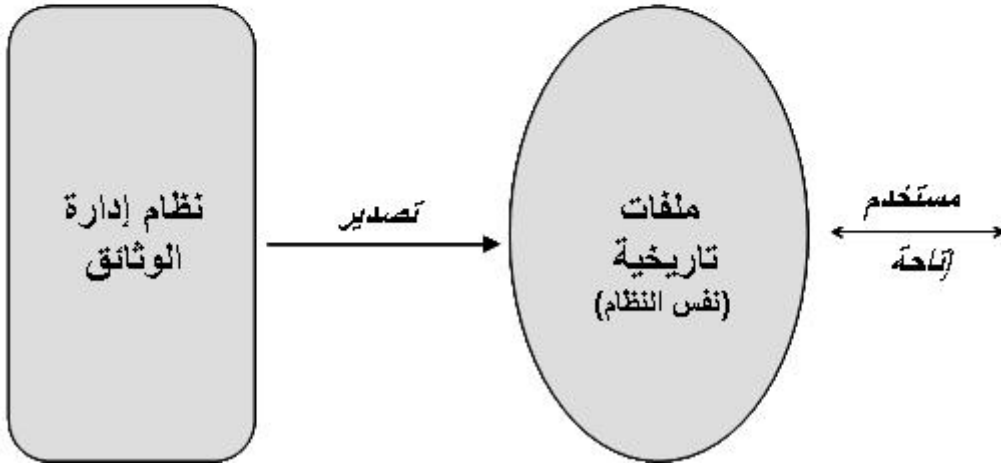 نظام إدارة
الوثائق
تصدير
ملفات
تاريخية
(نفس النظام)
مستخدم
إتاحة